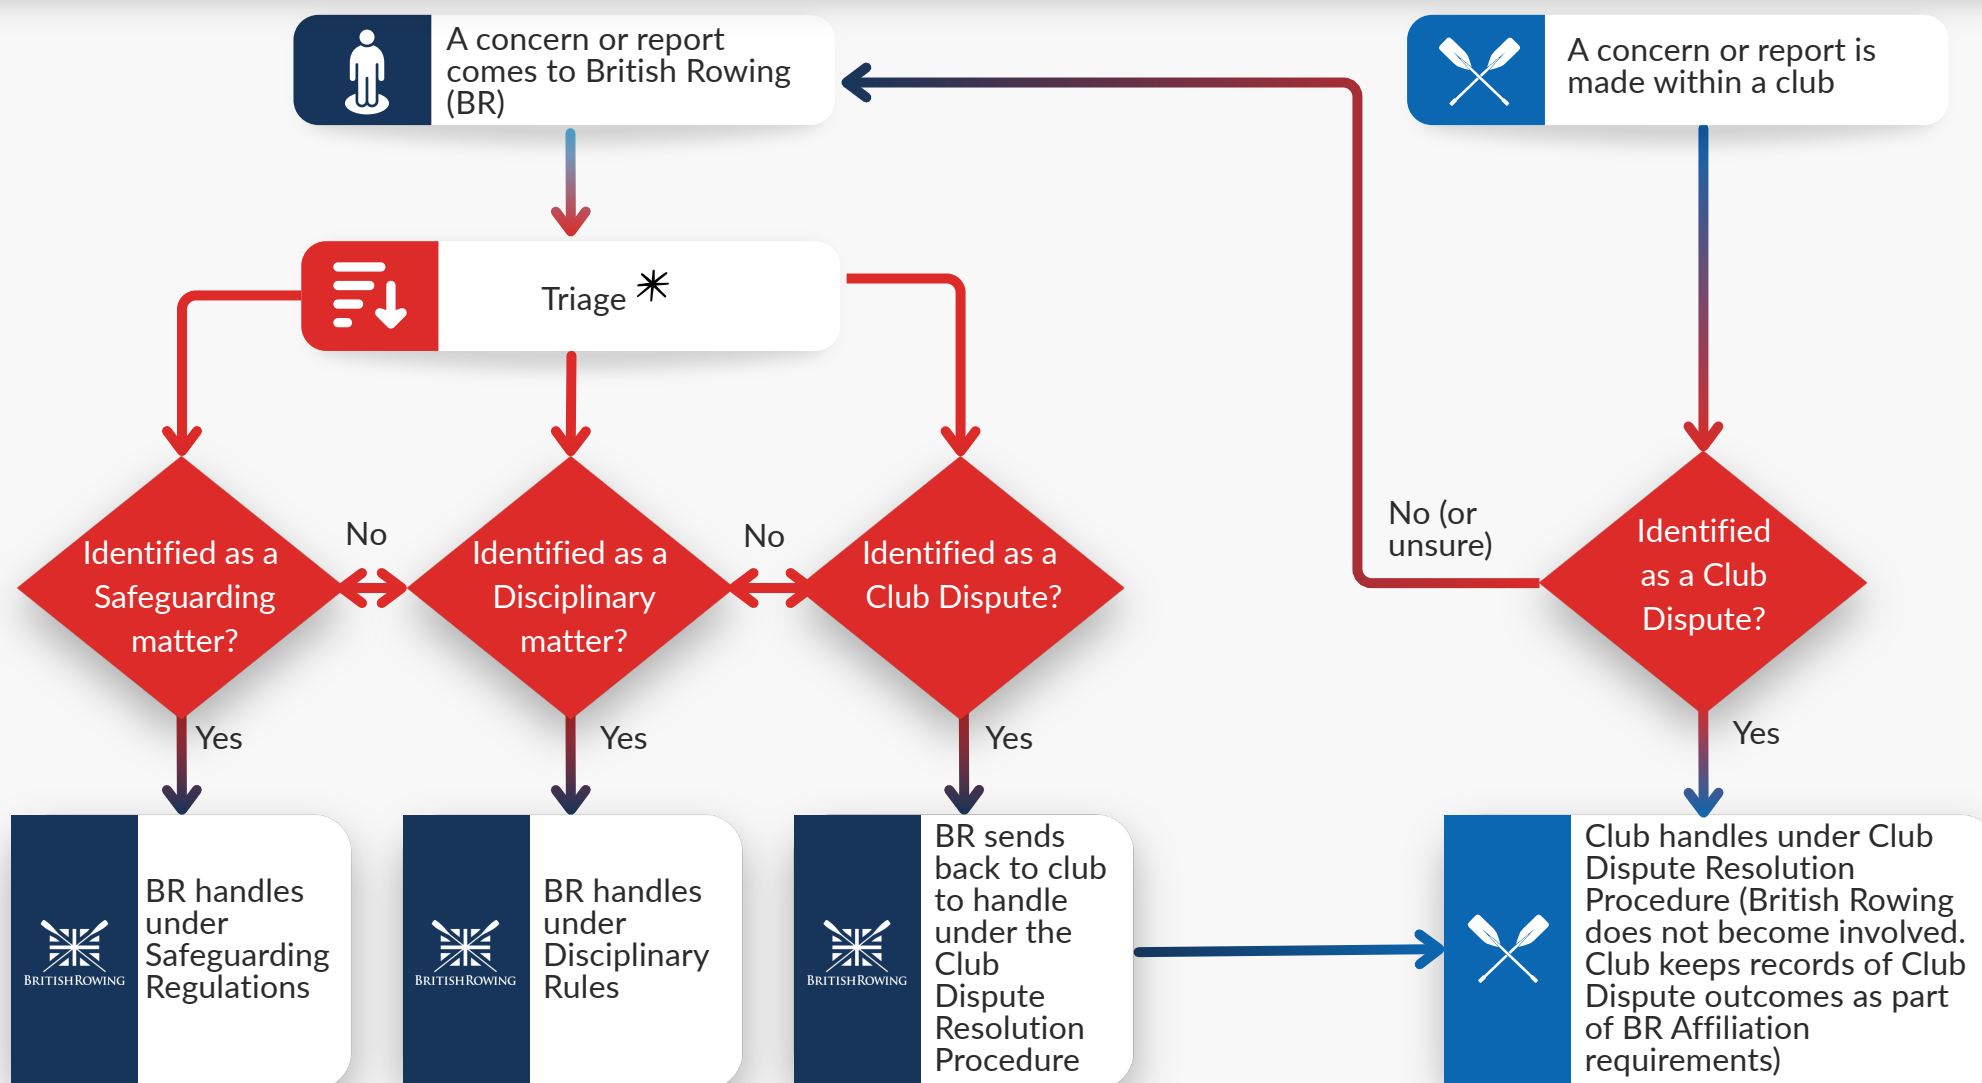 A concern or report
comes to British Rowing
(BR)
A concern or report is
made within a club
Triage *
No (or
unsure)
No
No
Identified as a
Safeguarding
matter?
Identified as a
Disciplinary
matter?
Identified as a
Club Dispute?
Identified
as a Club
Dispute?
Yes
Yes
Yes
Yes
BR handles
under
Safeguarding
Regulations
BRITISHROWING
BR handles
under
Disciplinary
Rules
BRITISHROWING
BR sends
back to club
to handle
under the
Club
Dispute
Resolution
Procedure
BRITISHROWING
Club handles under Club
Dispute Resolution
Procedure (British Rowing
does not become involved.
Club keeps records of Club
Dispute outcomes as part
of BR Affiliation
requirements)